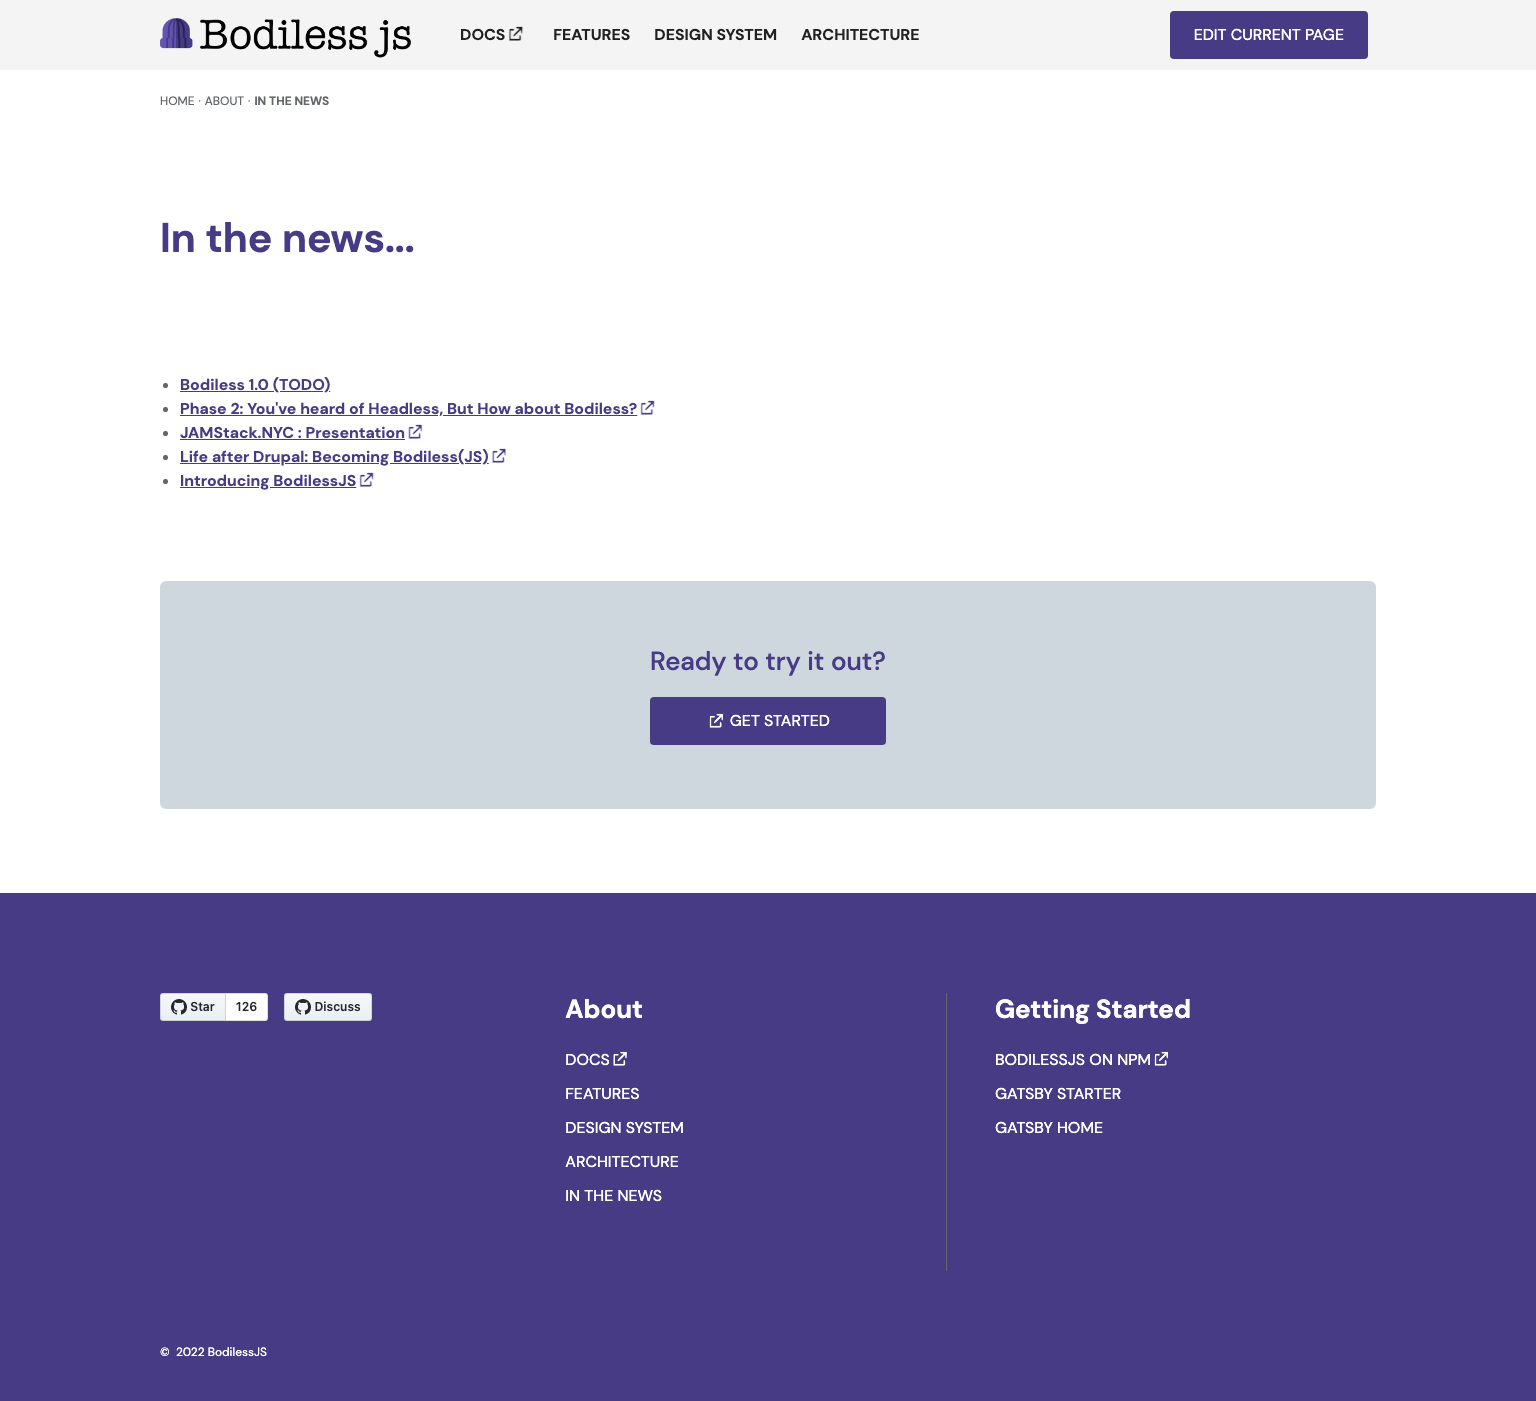 Bodiless js
DOCS FEATURES DESIGN SYSTEM ARCHITECTURE EDIT CURRENT PAGE
HOME · ABOUT · IN THE NEWS
In the news...
• Bodiless 1.0 (TODO)
• Phase 2: You've heard of Headless, But How about Bodiless?
• JAMStack.NYC : Presentation
• Life after Drupal: Becoming Bodiless(JS)
• Introducing BodilessJS
Ready to try it out?
GET STARTED
Star 126 Discuss
About
DOCS
FEATURES
DESIGN SYSTEM
ARCHITECTURE
IN THE NEWS
Getting Started
BODILESSJS ON NPM
GATSBY STARTER
GATSBY HOME
© 2022 BodilessJS